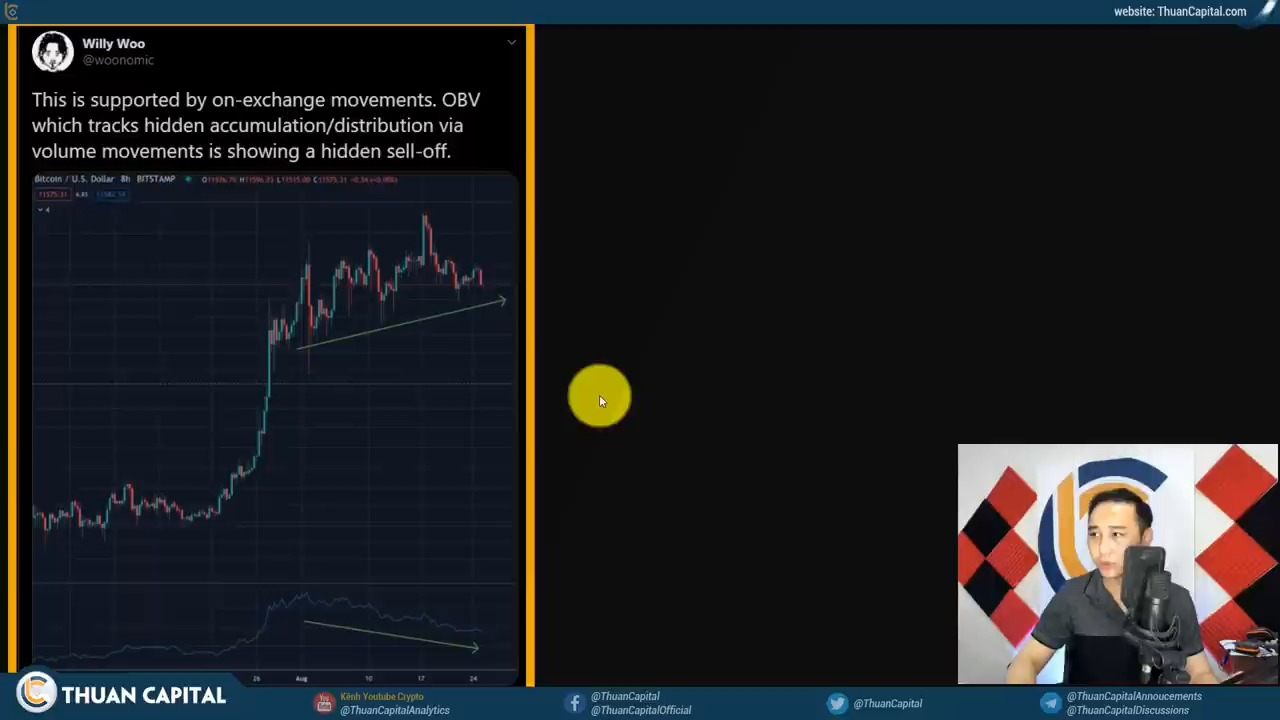 website: ThuanCapital.com
Willy Woo
@woonomic
This is supported by on-exchange movements. OBV
which tracks hidden accumulation/distribution via
volume movements is showing a hidden sell-off.
Bitcoin / U.S. Dollar 8h BITSTAMP
26 Aug 10 17 24
THUAN CAPITAL
Kênh Youtube Crypto
@ThuanCapitalAnalytics
@ThuanCapital
@ThuanCapitalOfficial
@ThuanCapital
@ThuanCapitalAnnoucements
@ThuanCapitalDiscussions